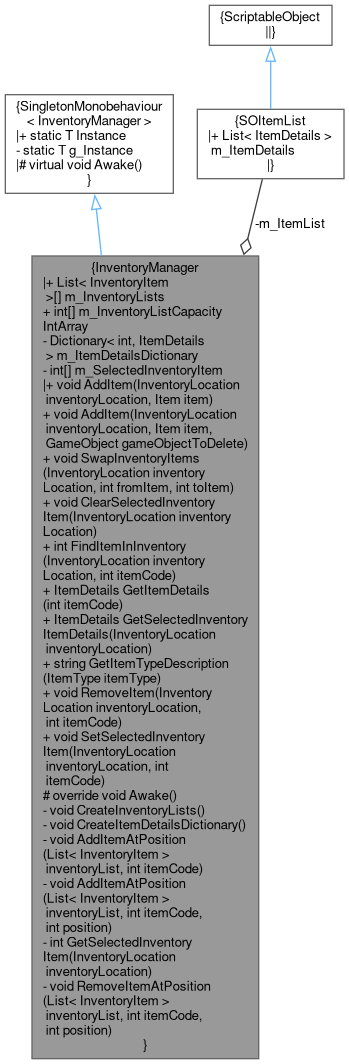 {ScriptableObject
||}
{SingletonMonobehaviour
< InventoryManager >
|+ static T Instance
- static T g_Instance
|# virtual void Awake()
}
{SOItemList
|+ List< ItemDetails >
m_ItemDetails
|}
-m_ItemList
{InventoryManager
|+ List< InventoryItem
>[] m_InventoryLists
+ int[] m_InventoryListCapacity
IntArray
- Dictionary< int, ItemDetails
> m_ItemDetailsDictionary
- int[] m_SelectedInventoryItem
|+ void AddItem(InventoryLocation
inventoryLocation, Item item)
+ void AddItem(InventoryLocation
inventoryLocation, Item item,
GameObject gameObjectToDelete)
+ void SwapInventoryItems
(InventoryLocation inventory
Location, int fromItem, int toItem)
+ void ClearSelectedInventory
Item(InventoryLocation inventory
Location)
+ int FindItemInInventory
(InventoryLocation inventory
Location, int itemCode)
+ ItemDetails GetItemDetails
(int itemCode)
+ ItemDetails GetSelectedInventory
ItemDetails(InventoryLocation
inventoryLocation)
+ string GetItemTypeDescription
(ItemType itemType)
+ void RemoveItem(Inventory
Location inventoryLocation,
int itemCode)
+ void SetSelectedInventory
Item(InventoryLocation
inventoryLocation, int
itemCode)
# override void Awake()
- void CreateInventoryLists()
- void CreateItemDetailsDictionary()
- void AddItemAtPosition
(List< InventoryItem >
inventoryList, int itemCode)
- void AddItemAtPosition
(List< InventoryItem >
inventoryList, int itemCode,
int position)
- int GetSelectedInventory
Item(InventoryLocation
inventoryLocation)
- void RemoveItemAtPosition
(List< InventoryItem >
inventoryList, int itemCode,
int position)
}